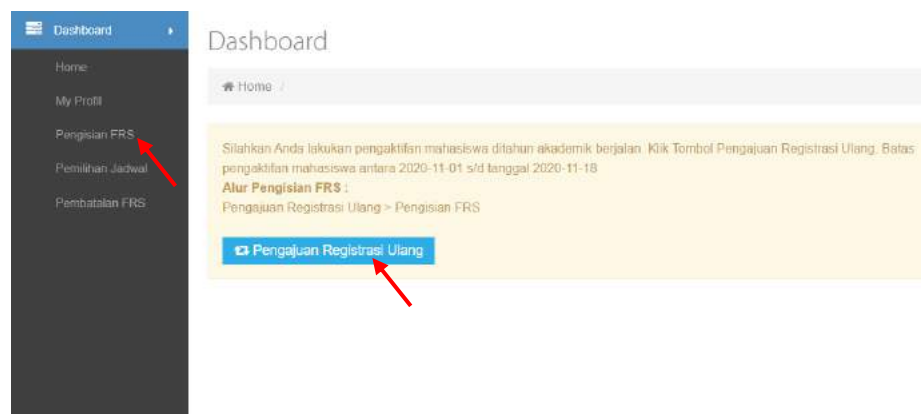 Dashboard
Home
My Profil
Pengisian FRS
Pemilihan Jadwal
Pembatalan FRS
Dashboard
Home /
Silahkan Anda lakukan pengaktifan mahasiswa ditahun akademik berjalan. Klik Tombol Pengajuan Registrasi Ulang. Batas
pengaktifan mahasiswa antara 2020-11-01 s/d tanggal 2020-11-18
Alur Pengisian FRS :
Pengajuan Registrasi Ulang > Pengisian FRS
Pengajuan Registrasi Ulang